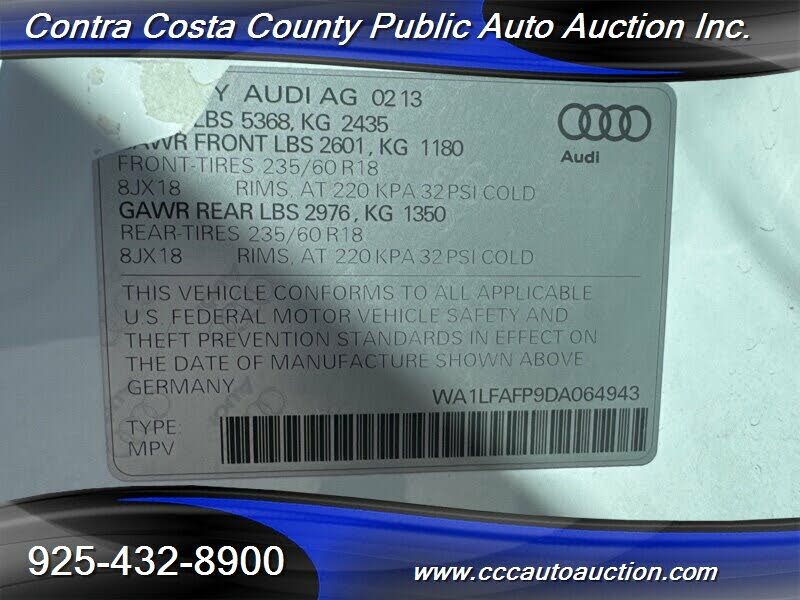 Contra Costa County Public Auto Auction Inc.
Y AUDI AG 02 13
LBS 5368, KG 2435
GAWR FRONT LBS 2601, KG 1180
FRONT-TIRES 235/60 R18
8JX18 RIMS, AT 220 KPA 32 PSI COLD
GAWR REAR LBS 2976, KG 1350
REAR-TIRES 235/60 R18
8JX18 RIMS, AT 220 KPA 32 PSI COLD
Audi
THIS VEHICLE CONFORMS TO ALL APPLICABLE
U.S. FEDERAL MOTOR VEHICLE SAFETY AND
THEFT PREVENTION STANDARDS IN EFFECT ON
THE DATE OF MANUFACTURE SHOWN ABOVE
GERMANY
WA1LFAFP9DA064943
TYPE
MPV
925-432-8900
www.cccautoauction.com